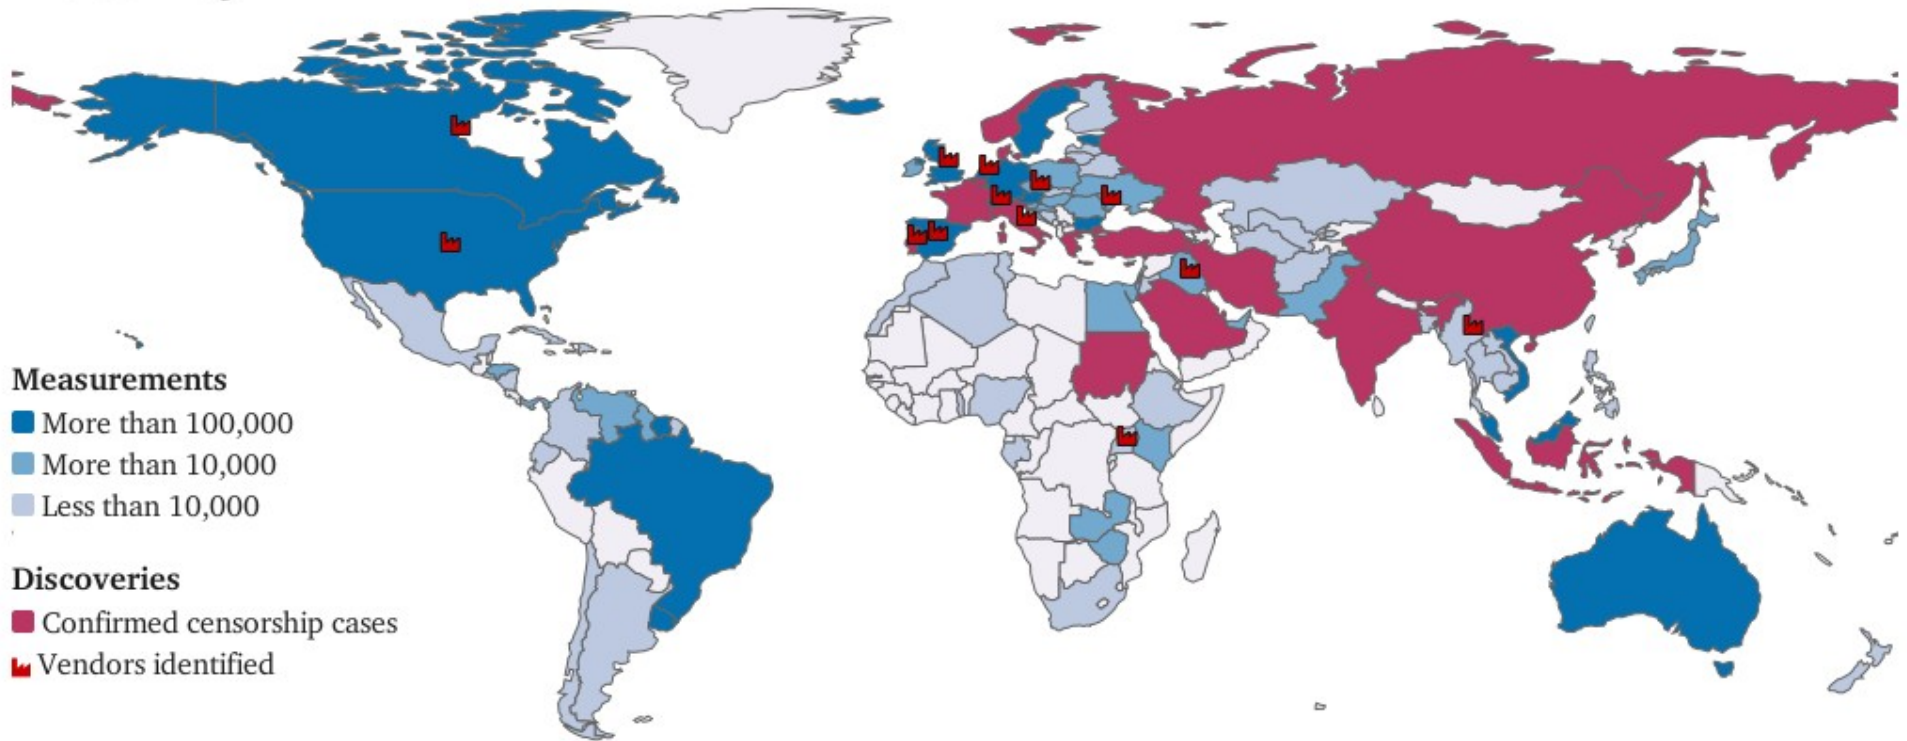 Measurements
More than 100,000
More than 10,000
Less than 10,000
Discoveries
Confirmed censorship cases
Vendors identified